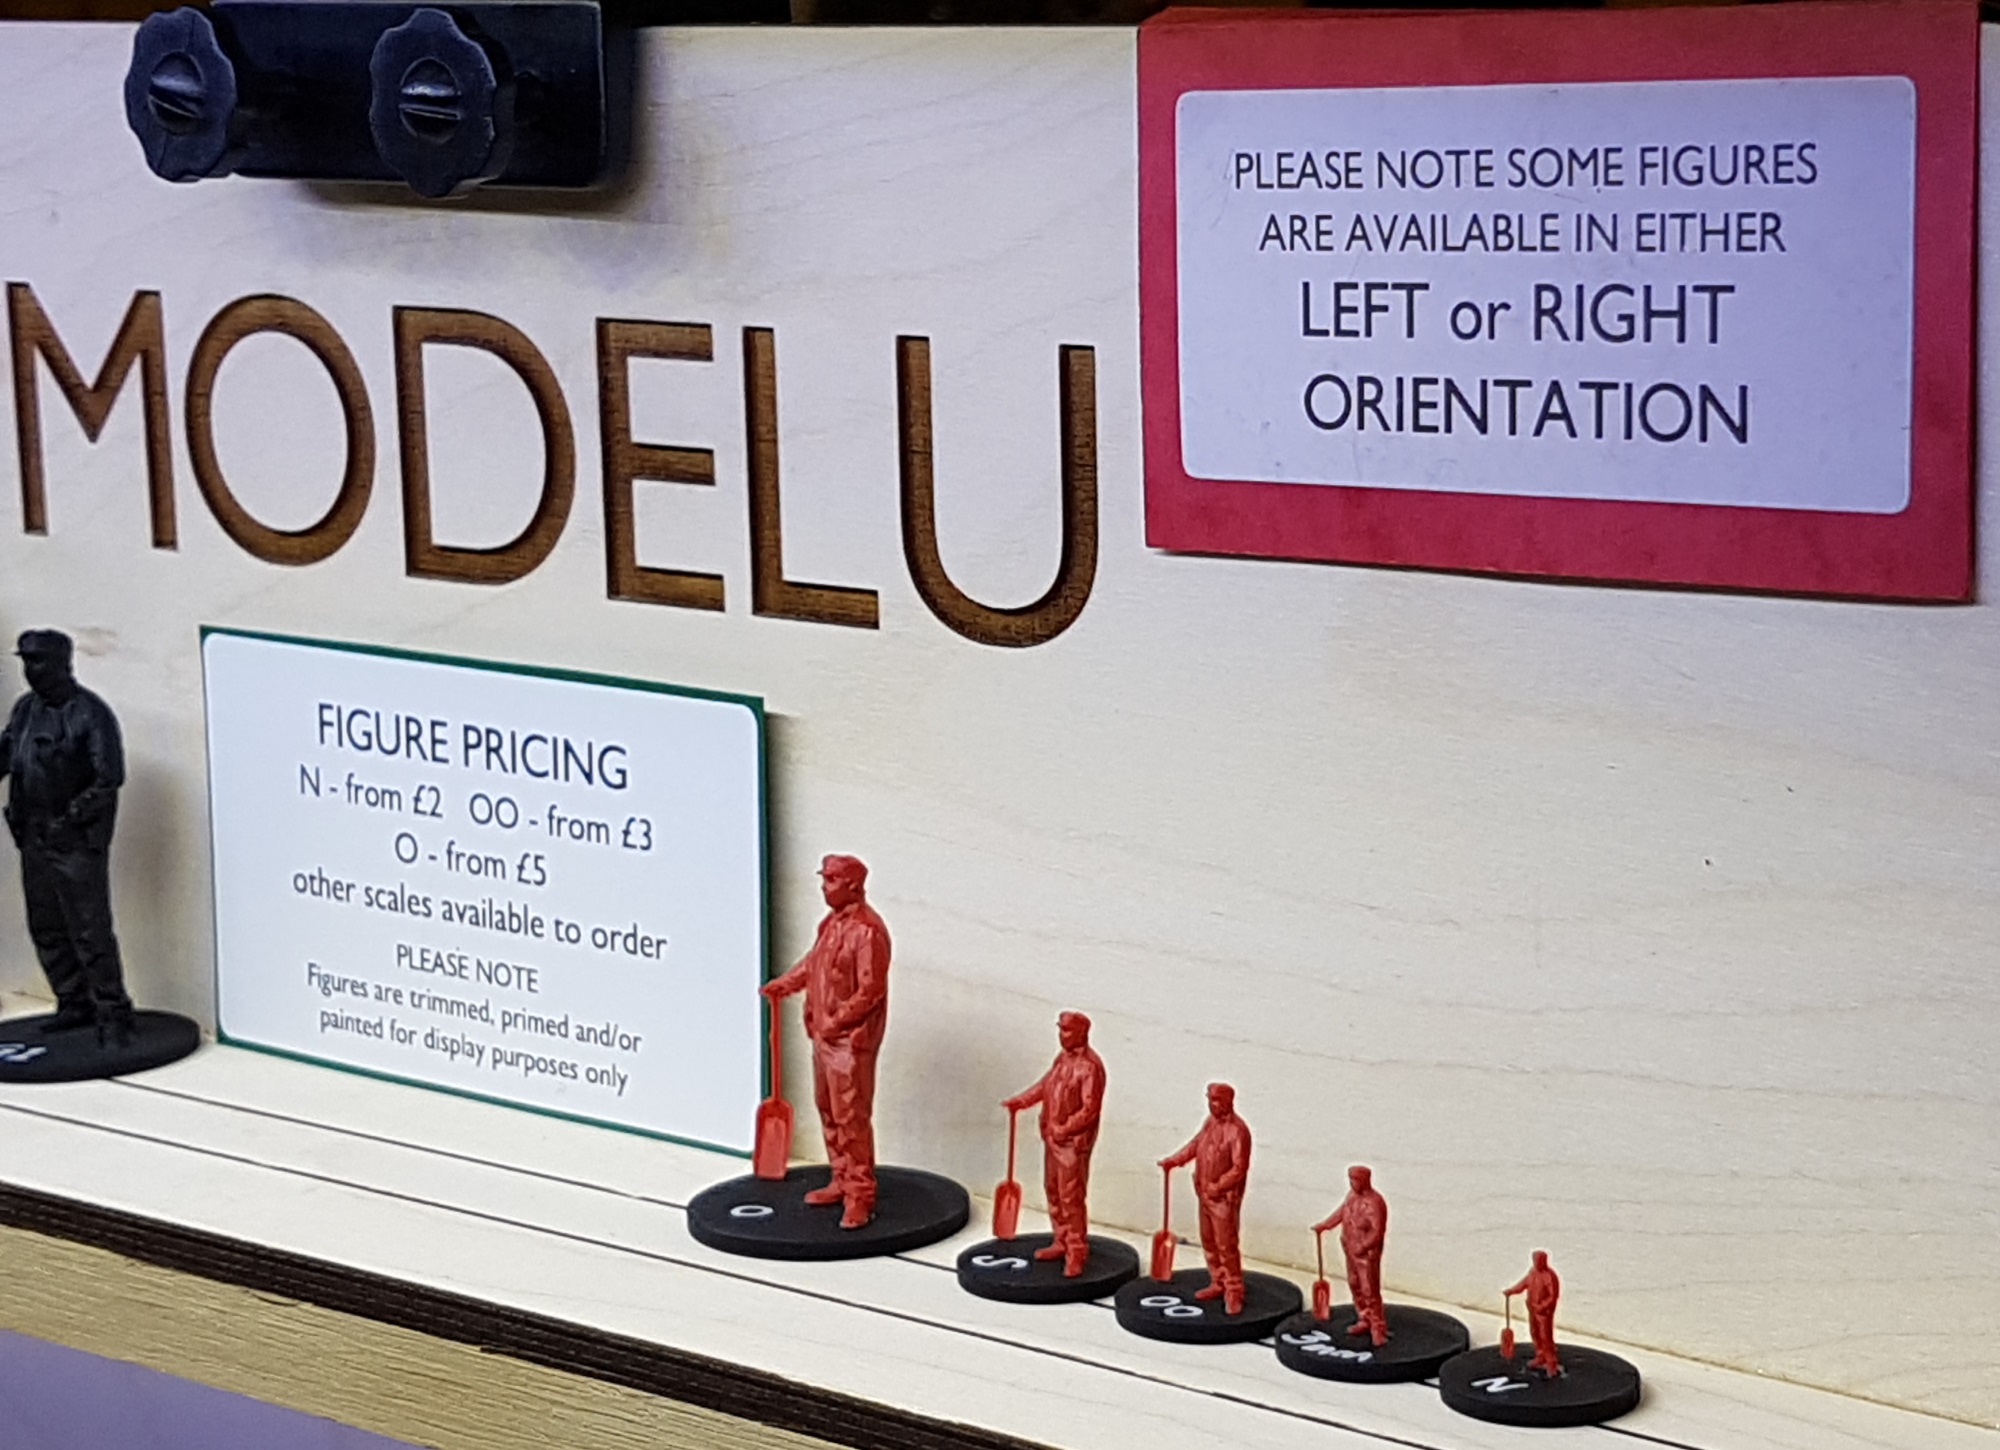 PLEASE NOTE SOME FIGURES
ARE AVAILABLE IN EITHER
LEFT or RIGHT
ORIENTATION
MODELU
FIGURE PRICING
N - from £2 OO - from £3
O - from £5
other scales available to order
PLEASE NOTE
Figures are trimmed, primed and/or
painted for display purposes only
O
S
OO
3mm
N